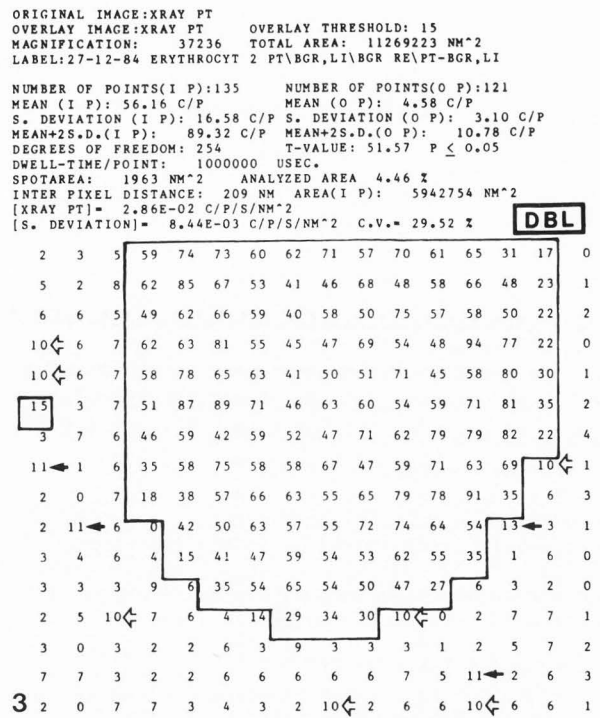 ORIGINAL IMAGE:XRAY PT
OVERLAY IMAGE:XRAY PT OVERLAY THRESHOLD: 15
MAGNIFICATION: 37236 TOTAL AREA: 11269223 NM^2
LABEL:27-12-84 ERYTHROCYT 2 PT\BGR,LI\BGR RE\PT-BGR,LI
NUMBER OF POINTS(I P):135 NUMBER OF POINTS(O P):121
MEAN (I P): 56.16 C/P MEAN (O P): 4.58 C/P
S. DEVIATION (I P): 16.58 C/P S. DEVIATION (O P): 3.10 C/P
MEAN+2S.D.(I P): 89.32 C/P MEAN+2S.D.(O P): 10.78 C/P
DEGREES OF FREEDOM: 254 T-VALUE: 51.57 P ≤ 0.05
DWELL-TIME/POINT: 1000000 USEC.
SPOTAREA: 1963 NM^2 ANALYZED AREA 4.46 %
INTER PIXEL DISTANCE: 209 NM AREA(I P): 5942754 NM^2
[XRAY PT]= 2.86E-02 C/P/S/NM^2
[S. DEVIATION]= 8.44E-03 C/P/S/NM^2 C.V.= 29.52 %
DBL
2 3 5 59 74 73 60 62 71 57 70 61 65 31 17 0
5 2 8 62 85 67 53 41 46 68 48 58 66 48 23 1
6 6 5 49 62 66 59 40 58 50 75 57 58 50 22 2
10 6 7 62 63 81 55 45 47 69 54 48 94 77 22 0
10 6 7 58 78 65 63 41 50 51 71 45 58 80 30 1
15 3 7 51 87 89 71 46 63 60 54 59 71 81 35 2
3 7 6 46 59 42 59 52 47 71 62 79 79 82 22 4
11 1 6 35 58 75 58 58 67 47 59 71 63 69 10 1
2 0 7 18 38 57 66 63 55 65 79 78 91 35 6 3
2 11 6 0 42 50 63 57 55 72 74 64 54 13 3 1
3 4 6 4 15 41 47 59 54 53 62 55 35 1 6 0
3 3 3 9 6 35 54 65 54 50 47 27 6 3 2 0
2 5 10 7 6 4 14 29 34 30 10 0 2 7 7 1
3 0 3 2 2 6 3 9 3 3 3 1 2 5 7 2
7 7 3 2 2 6 6 6 6 6 7 5 11 2 6 3
3 2 0 7 7 3 4 3 2 10 2 6 6 10 6 6 1